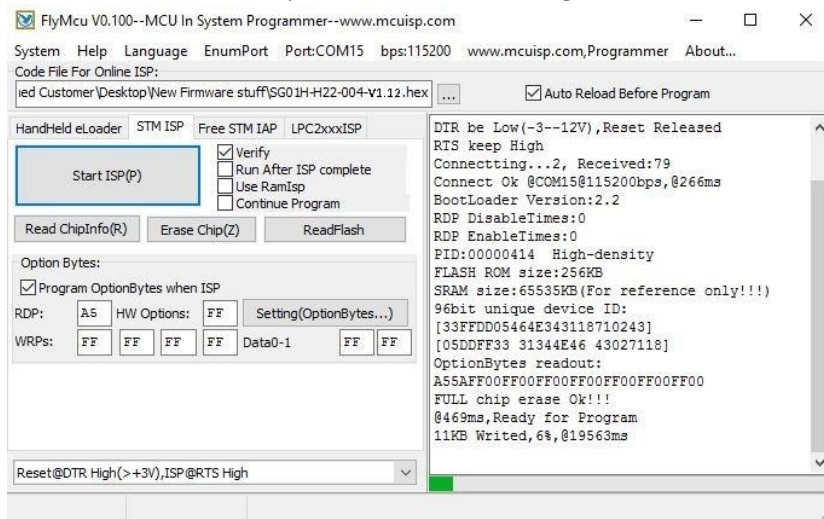 FlyMcu V0.100--MCU In System Programmer--www.mcuisp.com
System Help Language EnumPort Port:COM15 bps:115200 www.mcuisp.com,Programmer About...
Code File For Online ISP:
ied Customer\Desktop\New Firmware stuff\SG01H-H22-004-V1.12.hex ... Auto Reload Before Program
HandHeld eLoader STM ISP Free STM IAP LPC2xxxISP
Start ISP(P)
Verify
Run After ISP complete
Use RamIsp
Continue Program
Read ChipInfo(R) Erase Chip(Z) ReadFlash
Option Bytes:
Program OptionBytes when ISP
RDP: A5 HW Options: FF Setting(OptionBytes...)
WRPs: FF FF FF FF Data0-1 FF FF
Reset@DTR High(>+3V),ISP@RTS High
DTR be Low(-3--12V),Reset Released
RTS keep High
Connectting...2, Received:79
Connect Ok @COM15@115200bps,@266ms
BootLoader Version:2.2
RDP DisableTimes:0
RDP EnableTimes:0
PID:00000414 High-density
FLASH ROM size:256KB
SRAM size:65535KB(For reference only!!!)
96bit unique device ID:
[33FFDD05464E343118710243]
[05DDFF33 31344E46 43027118]
OptionBytes readout:
A55AFF00FF00FF00FF00FF00FF00FF00
FULL chip erase Ok!!!
@469ms,Ready for Program
11KB Writed,6%,@19563ms